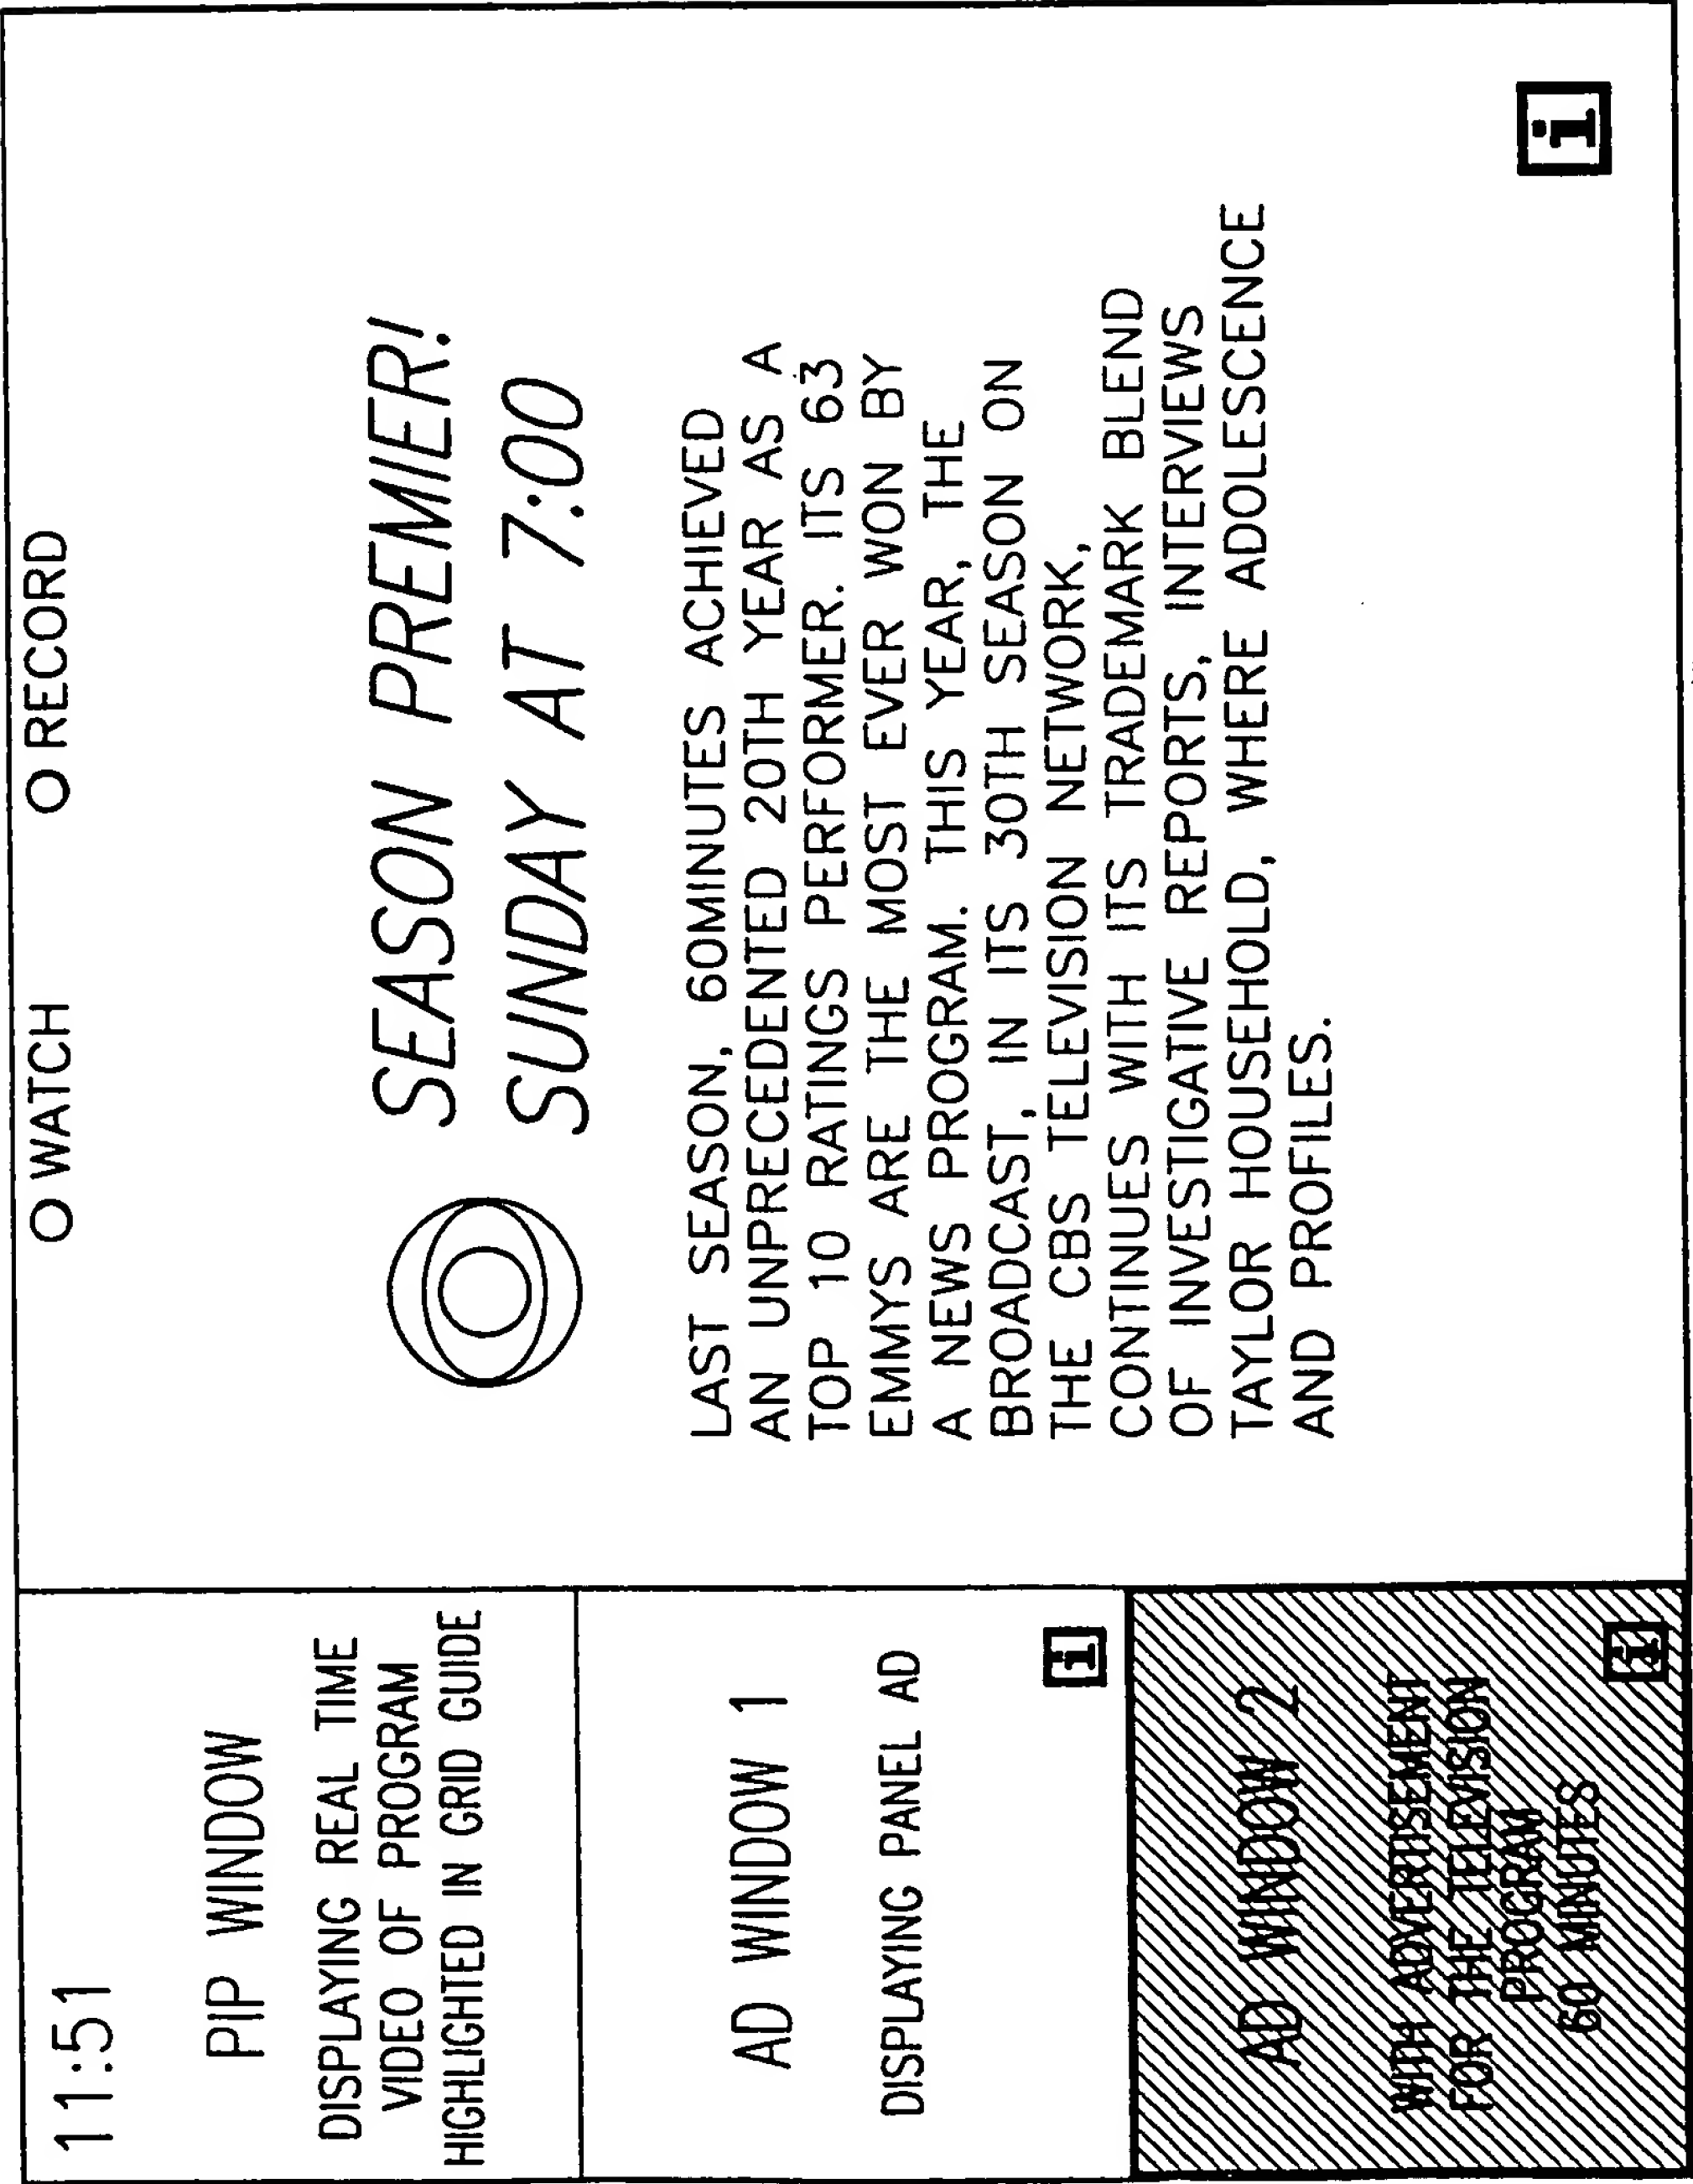 11:51
PIP WINDOW
DISPLAYING REAL TIME
VIDEO OF PROGRAM
HIGHLIGHTED IN GRID GUIDE
AD WINDOW 1
DISPLAYING PANEL AD
i
AD WINDOW 2
WITH ADVERTISEMENT
FOR THE TELEVISION
PROGRAM
60 MINUTES
i
O WATCH O RECORD
SEASON PREMIER!
SUNDAY AT 7:00
LAST SEASON, 60MINUTES ACHIEVED
AN UNPRECEDENTED 20TH YEAR AS A
TOP 10 RATINGS PERFORMER. ITS 63
EMMYS ARE THE MOST EVER WON BY
A NEWS PROGRAM. THIS YEAR, THE
BROADCAST, IN ITS 30TH SEASON ON
THE CBS TELEVISION NETWORK,
CONTINUES WITH ITS TRADEMARK BLEND
OF INVESTIGATIVE REPORTS, INTERVIEWS
TAYLOR HOUSEHOLD, WHERE ADOLESCENCE
AND PROFILES.
i